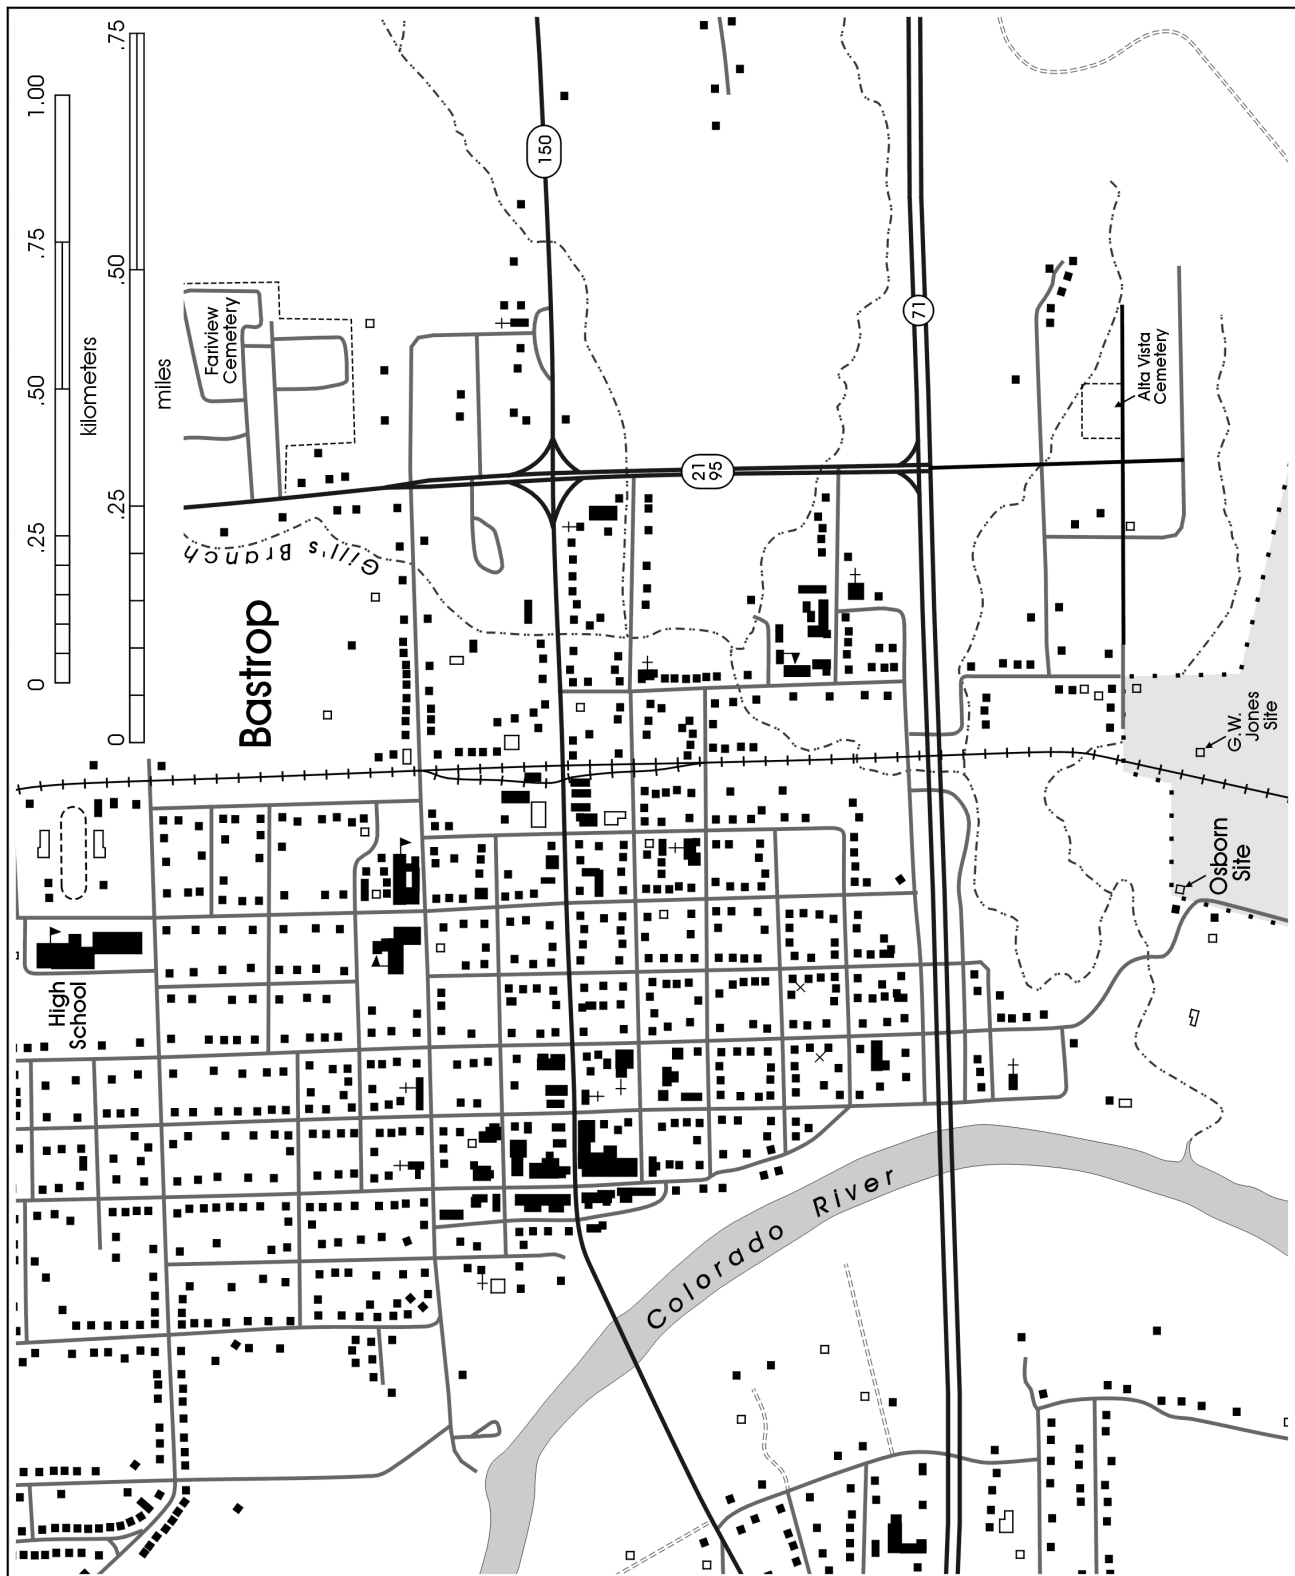 0
.25
.50
.75
1.00
kilometers
0
.25
.50
.75
miles
Bastrop
Gill's Branch
Fariview
Cemetery
150
21
95
71
Alta Vista
Cemetery
High
School
G.W.
Jones
Site
Osborn
Site
Colorado River